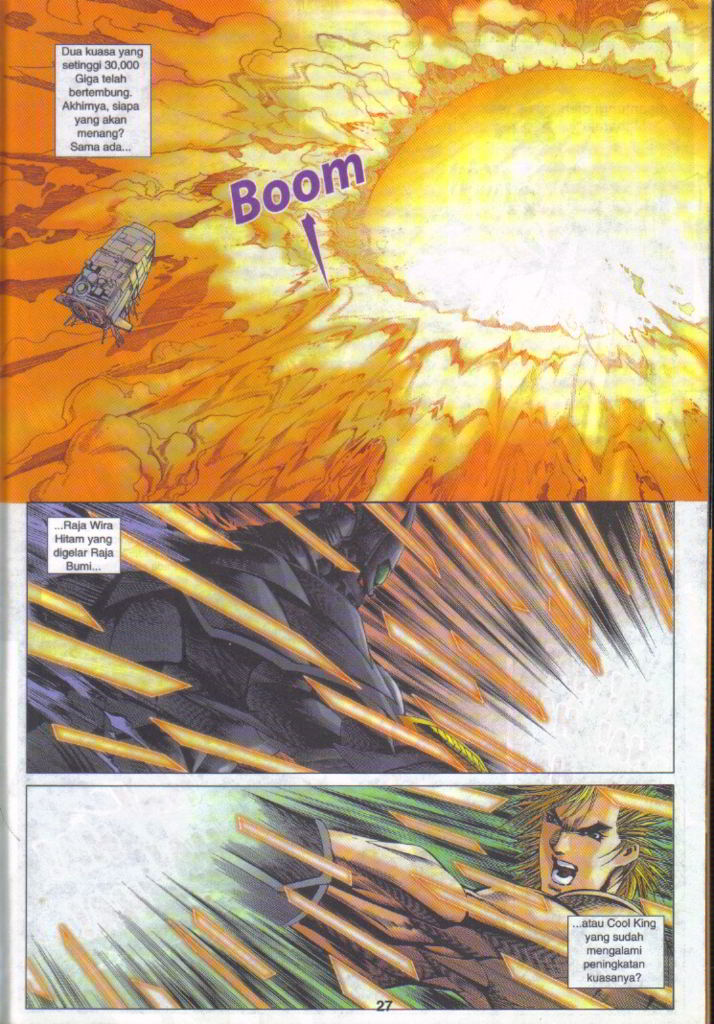 Dua kuasa yang
setinggi 30,000
Giga telah
bertembung.
Akhirnya, siapa
yang akan
menang?
Sama ada...
Boom
...Raja Wira
Hitam yang
digelar Raja
Bumi...
...atau Cool King
yang sudah
mengalami
peningkatan
kuasanya?
27